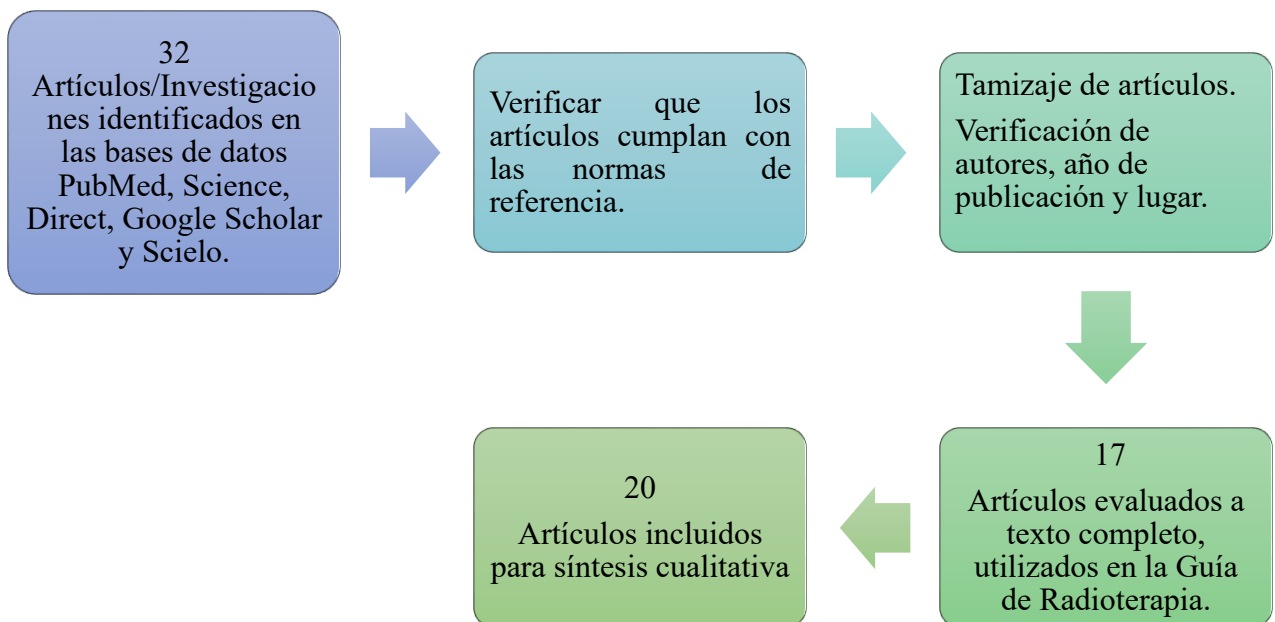 32
Artículos/Investigacio
nes identificados en
las bases de datos
PubMed, Science,
Direct, Google Scholar
y Scielo.
Verificar que los
artículos cumplan con
las normas de
referencia.
Tamizaje de artículos.
Verificación de
autores, año de
publicación y lugar.
17
Artículos evaluados a
texto completo,
utilizados en la Guía
de Radioterapia.
20
Artículos incluidos
para síntesis cualitativa